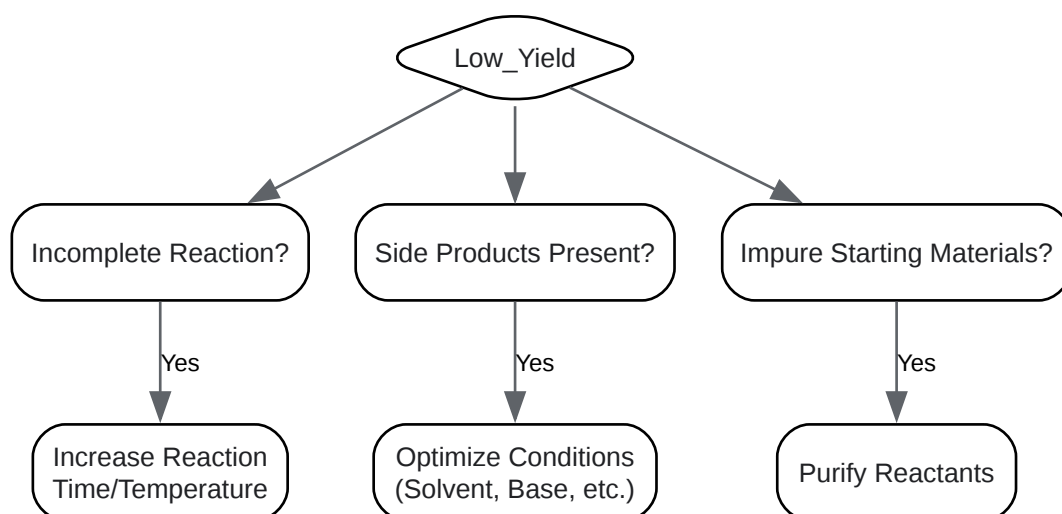 Low_Yield
Incomplete Reaction?
Side Products Present?
Impure Starting Materials?
Yes
Yes
Yes
Increase Reaction
Time/Temperature
Optimize Conditions
(Solvent, Base, etc.)
Purify Reactants